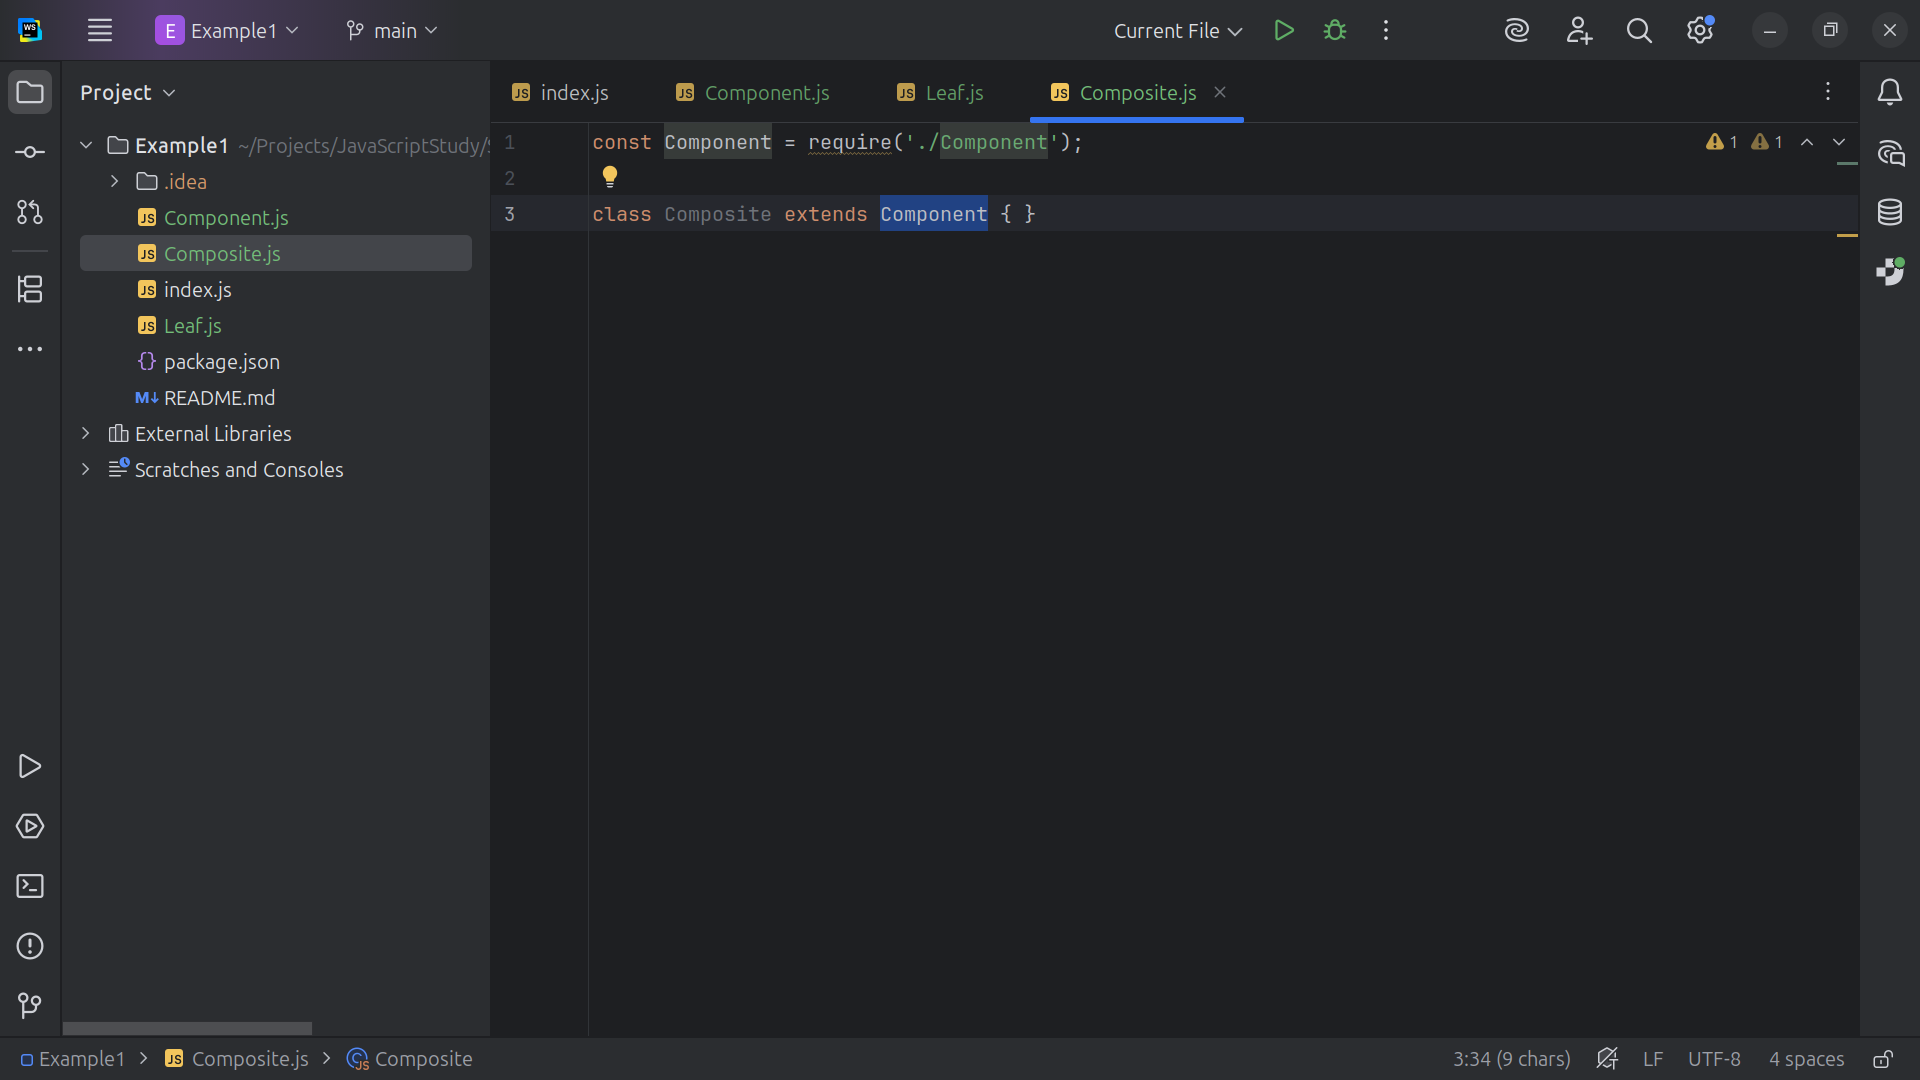 WS
E Example1
main
Current File
Project
JS index.js
JS Component.js
JS Leaf.js
JS Composite.js
Example1 ~/Projects/JavaScriptStudy/
.idea
JS Component.js
JS Composite.js
JS index.js
JS Leaf.js
{} package.json
M↓ README.md
External Libraries
Scratches and Consoles
1 const Component = require('./Component');
2
3 class Composite extends Component { }
1 1
Example1 > JS Composite.js > Composite
3:34 (9 chars)
LF
UTF-8
4 spaces